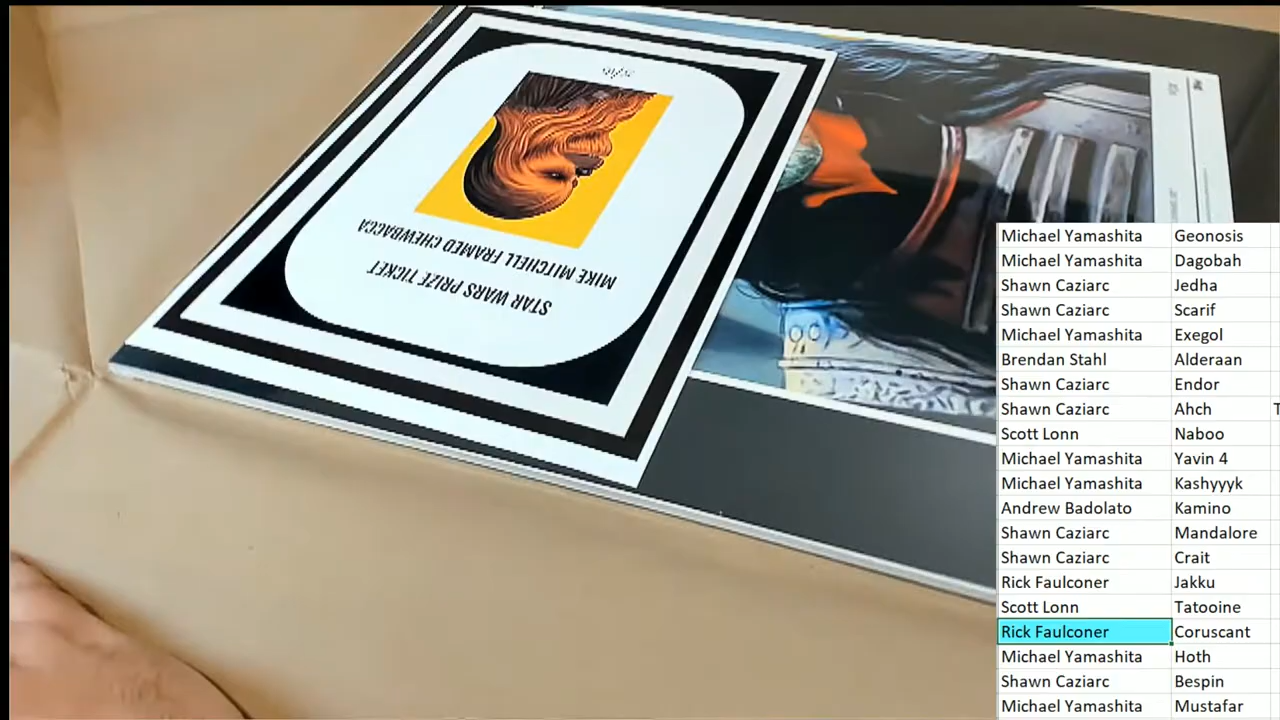 STAR WARS PRIZE TICKET
MIKE MITCHELL FRAMED CHEWBACCA
Michael Yamashita Geonosis
Michael Yamashita Dagobah
Shawn Caziarc Jedha
Shawn Caziarc Scarif
Michael Yamashita Exegol
Brendan Stahl Alderaan
Shawn Caziarc Endor
Shawn Caziarc Ahch T
Scott Lonn Naboo
Michael Yamashita Yavin 4
Michael Yamashita Kashyyyk
Andrew Badolato Kamino
Shawn Caziarc Mandalore
Shawn Caziarc Crait
Rick Faulconer Jakku
Scott Lonn Tatooine
Rick Faulconer Coruscant
Michael Yamashita Hoth
Shawn Caziarc Bespin
Michael Yamashita Mustafar